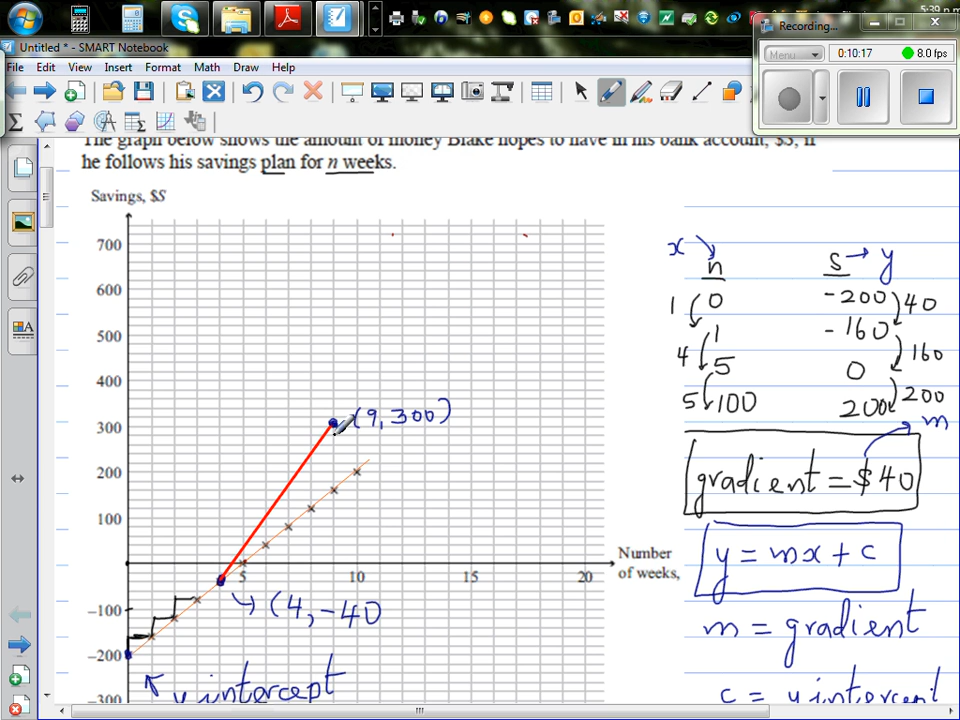 5:39 p.m.
Recording...
Untitled * - SMART Notebook
Menu
0:10:17
8.0 fps
File Edit View Insert Format Math Draw Help
The graph below shows the amount of money Blake hopes to have in his bank account, $S, if
he follows his savings plan for n weeks.
Savings, $S
700
600
500
400
300
200
100
-100
-200
-300
5
10
15
20
Number
of weeks,
(9, 300)
(4, -40
y intercept
x
n
S → y
1
0
-200
40
1
-160
4
5
0
160
5
100
200
200
m
gradient = $40
y = mx + c
m = gradient
c = y intercept